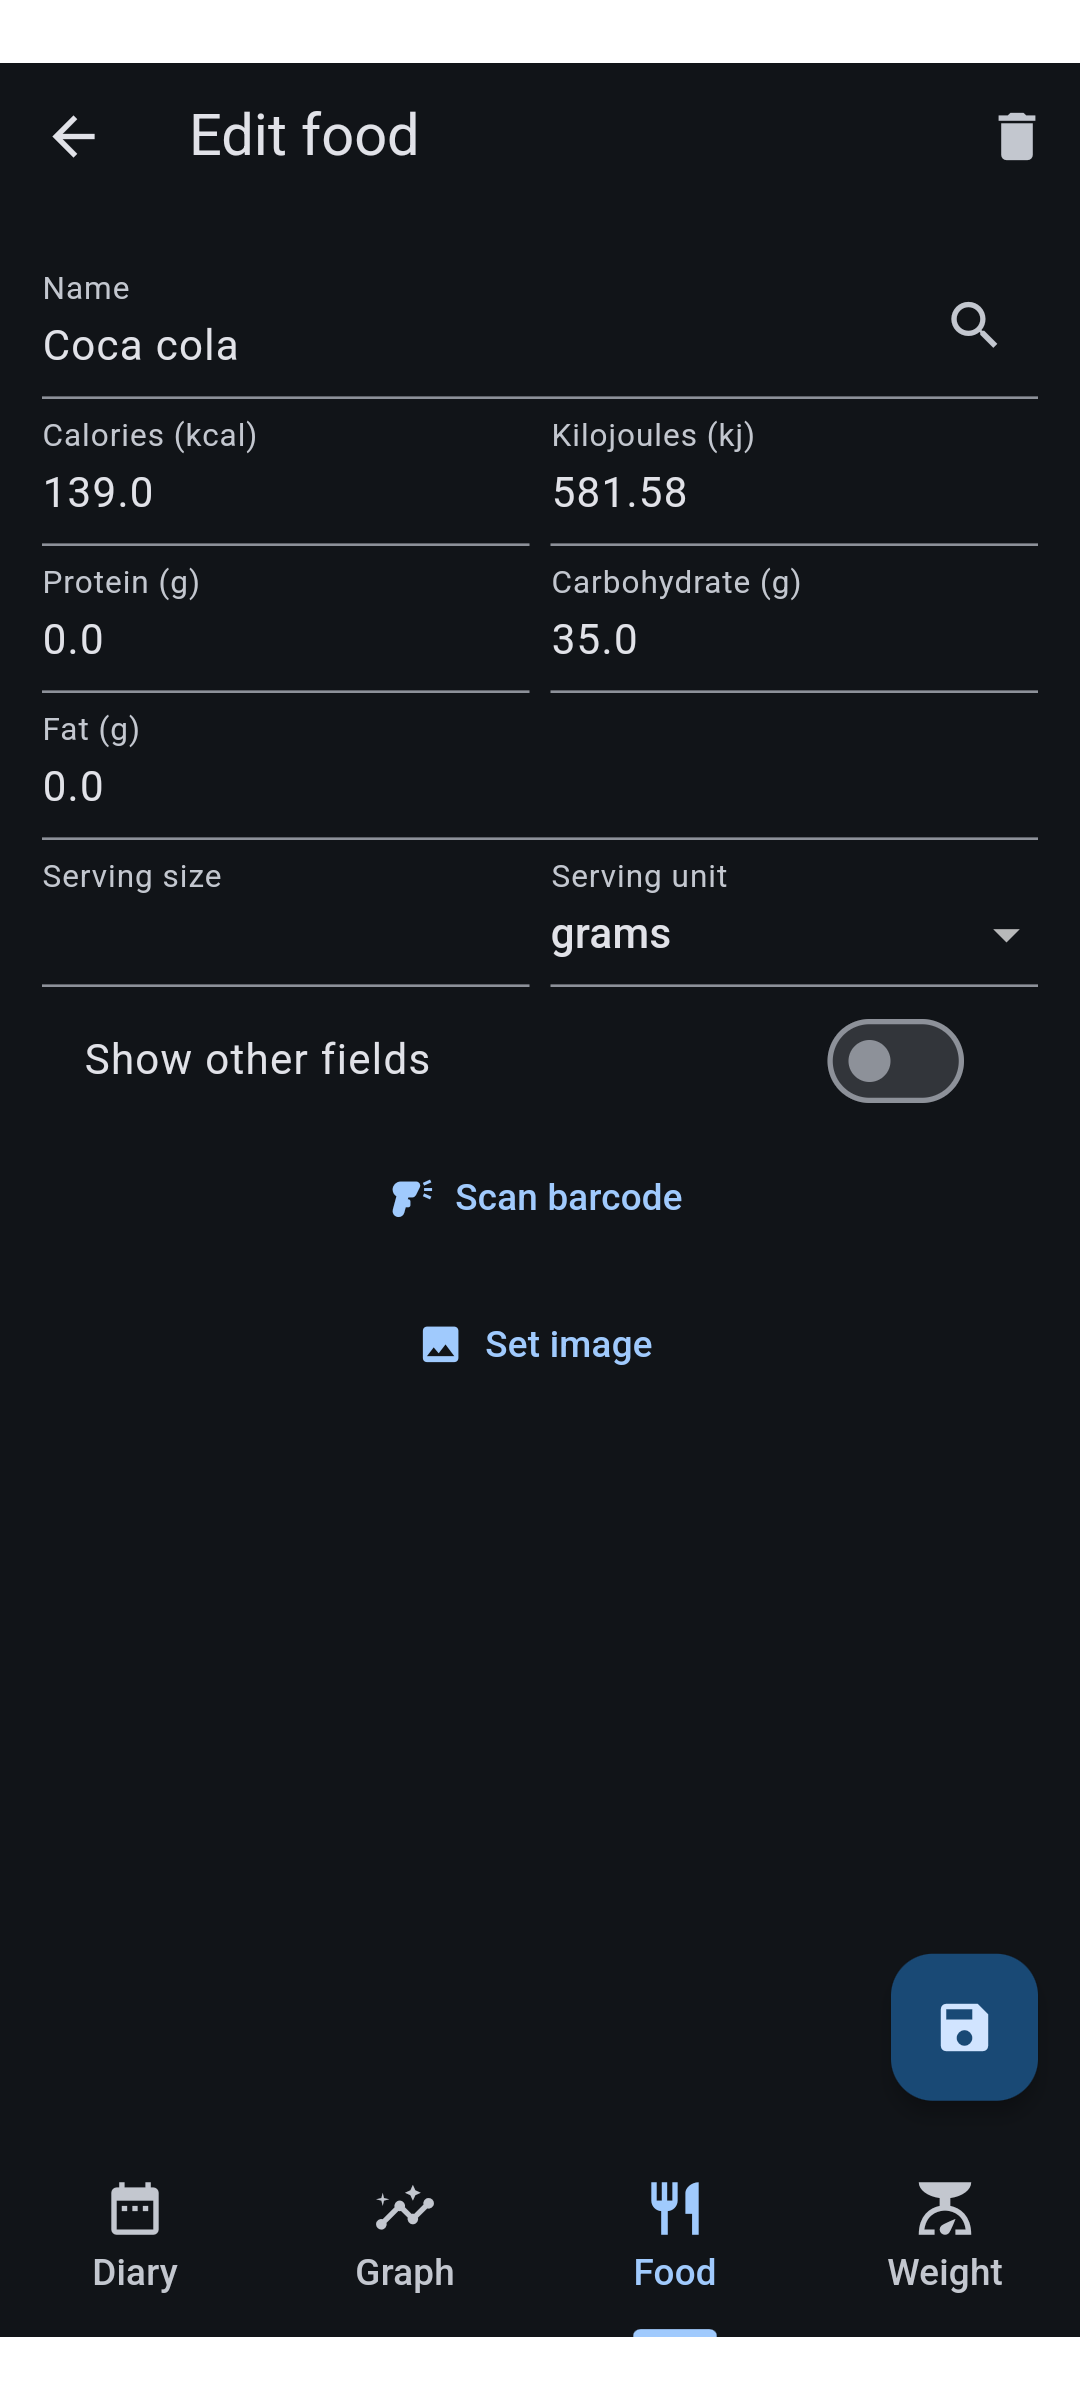 Edit food
Name
Coca cola
Calories (kcal) Kilojoules (kj)
139.0 581.58
Protein (g) Carbohydrate (g)
0.0 35.0
Fat (g)
0.0
Serving size Serving unit
grams
Show other fields
Scan barcode
Set image
Diary Graph Food Weight